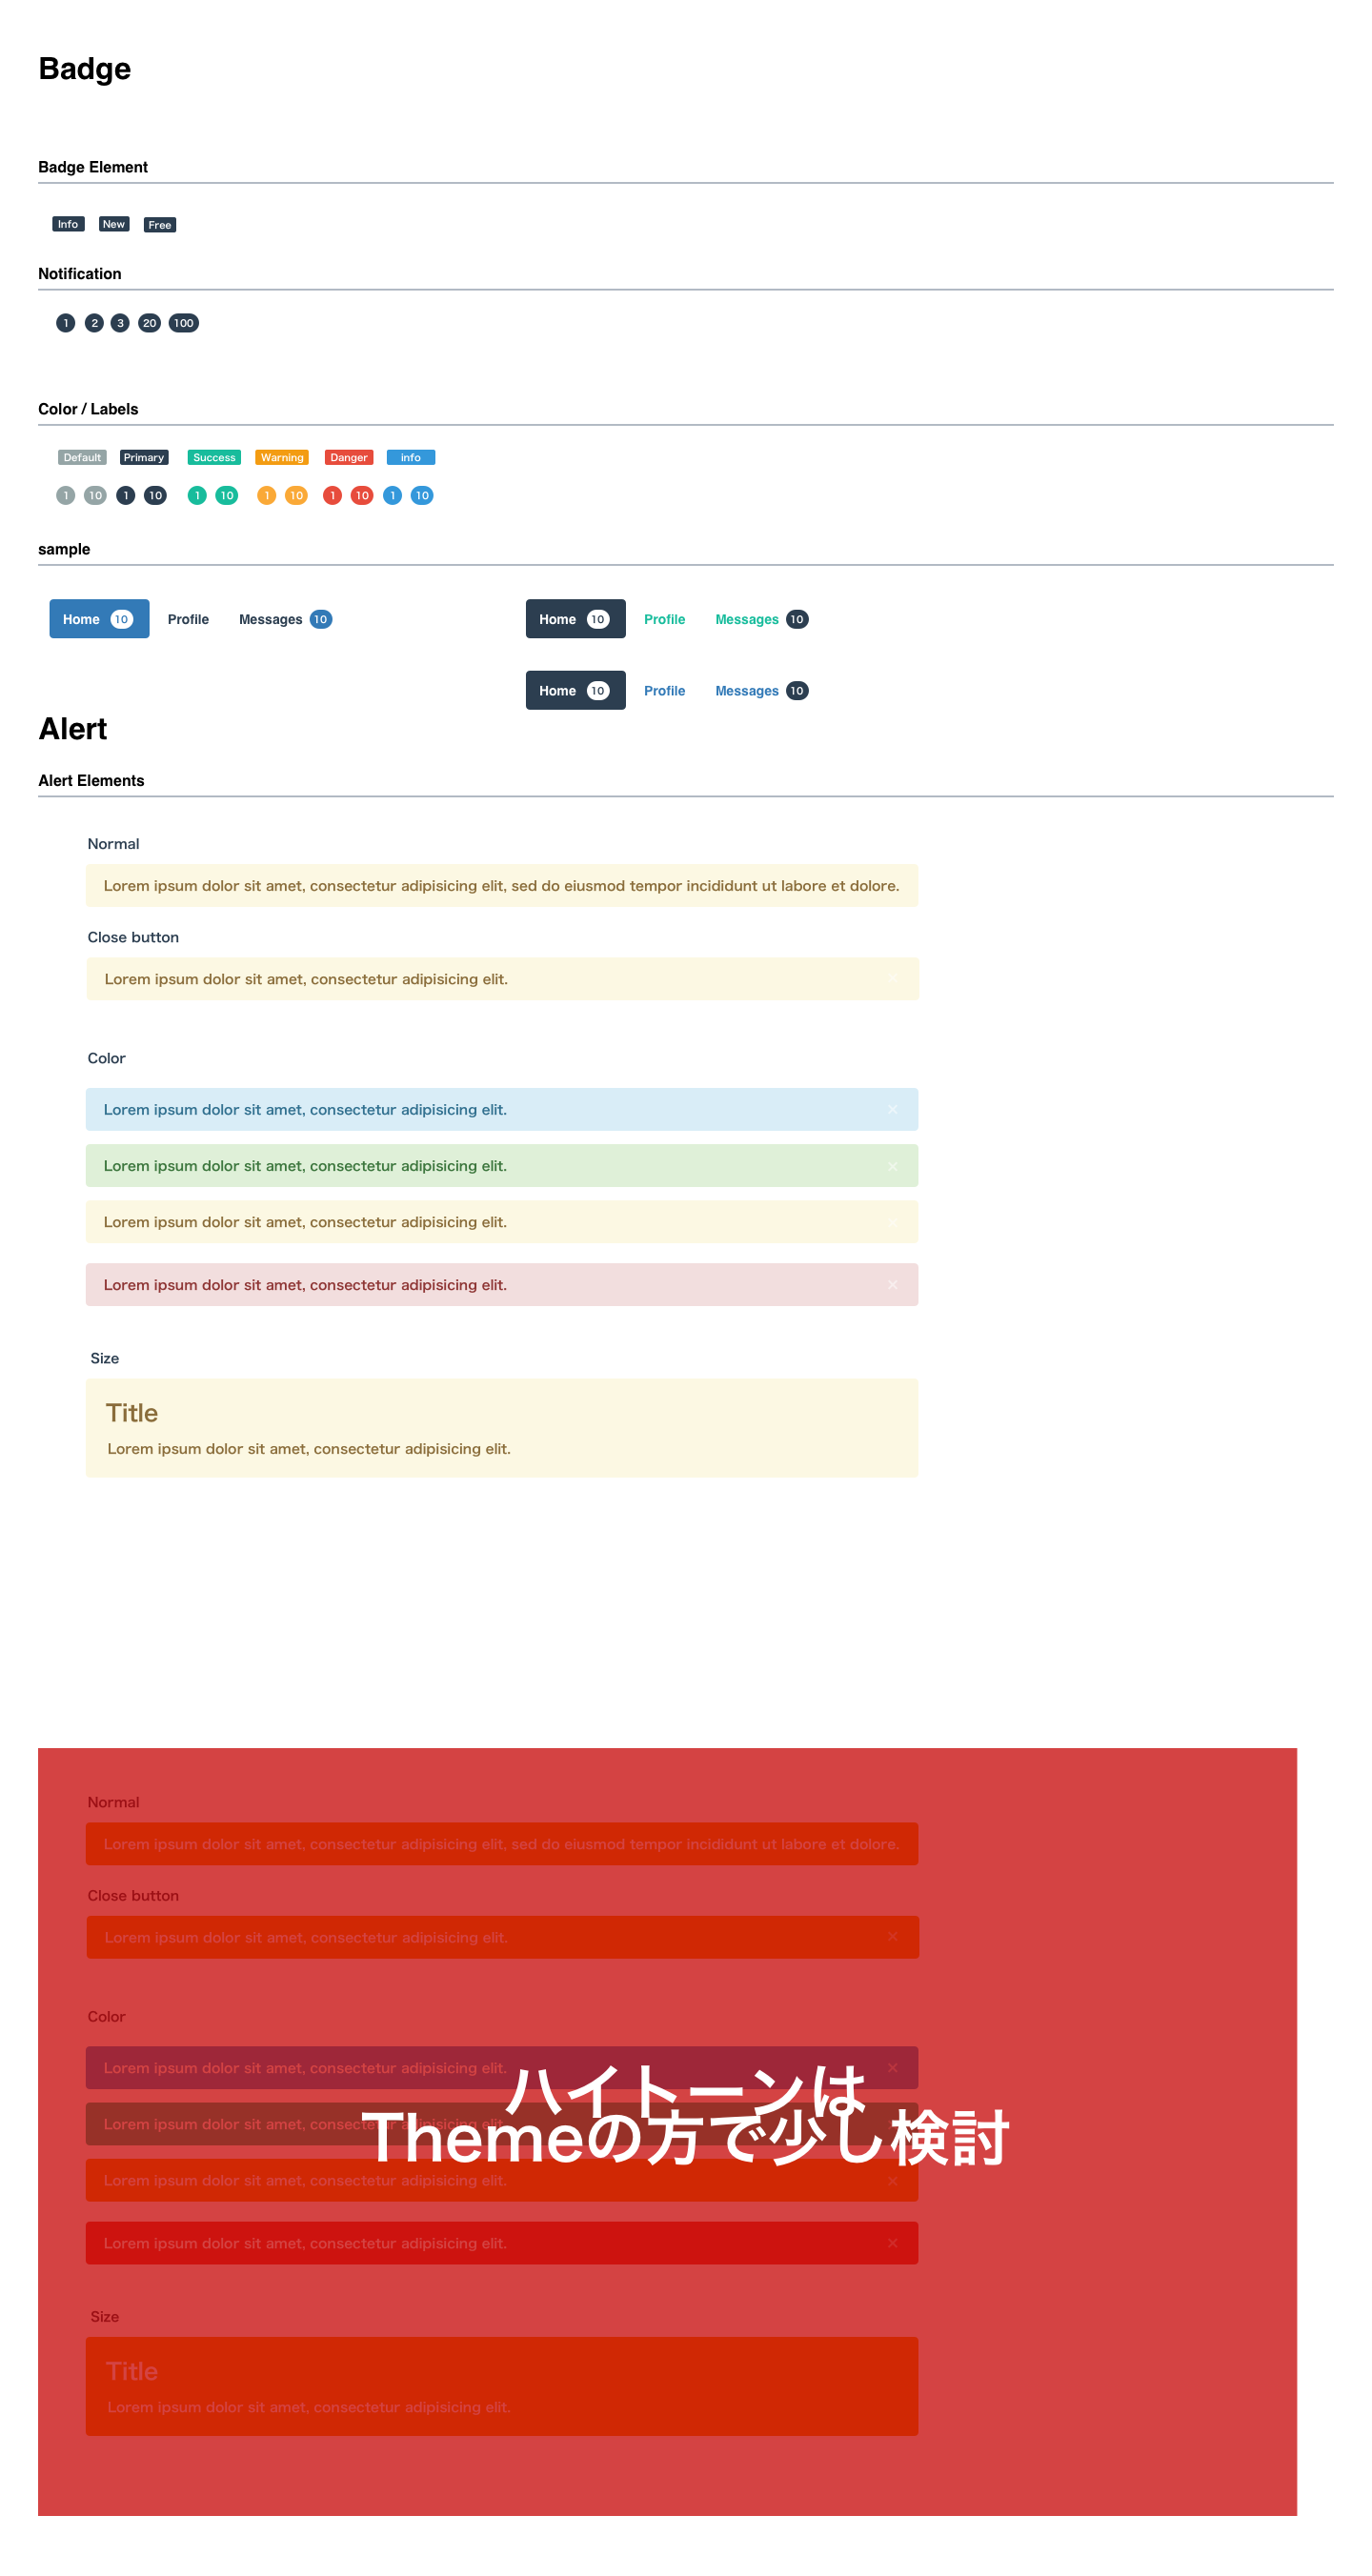 Badge
Badge Element
Info New Free
Notification
1 2 3 20 100
Color / Labels
Default Primary Success Warning Danger info
1 10 1 10 1 10 1 10 1 10 1 10
sample
Home 10 Profile Messages 10 Home 10 Profile Messages 10
Home 10 Profile Messages 10
Alert
Alert Elements
Normal
Lorem ipsum dolor sit amet, consectetur adipisicing elit, sed do eiusmod tempor incididunt ut labore et dolore.
Close button
Lorem ipsum dolor sit amet, consectetur adipisicing elit.
Color
Lorem ipsum dolor sit amet, consectetur adipisicing elit. ×
Lorem ipsum dolor sit amet, consectetur adipisicing elit. ×
Lorem ipsum dolor sit amet, consectetur adipisicing elit.
Lorem ipsum dolor sit amet, consectetur adipisicing elit. ×
Size
Title
Lorem ipsum dolor sit amet, consectetur adipisicing elit.
Normal
Lorem ipsum dolor sit amet, consectetur adipisicing elit, sed do eiusmod tempor incididunt ut labore et dolore.
Close button
Lorem ipsum dolor sit amet, consectetur adipisicing elit. ×
Color
Lorem ipsum dolor sit amet, consectetur adipisicing elit. ×
ハイトーンは
Lorem ipsum dolor sit amet, consectetur adipisicing elit.
Themeの方で少し検討
Lorem ipsum dolor sit amet, consectetur adipisicing elit. ×
Lorem ipsum dolor sit amet, consectetur adipisicing elit. ×
Size
Title
Lorem ipsum dolor sit amet, consectetur adipisicing elit.